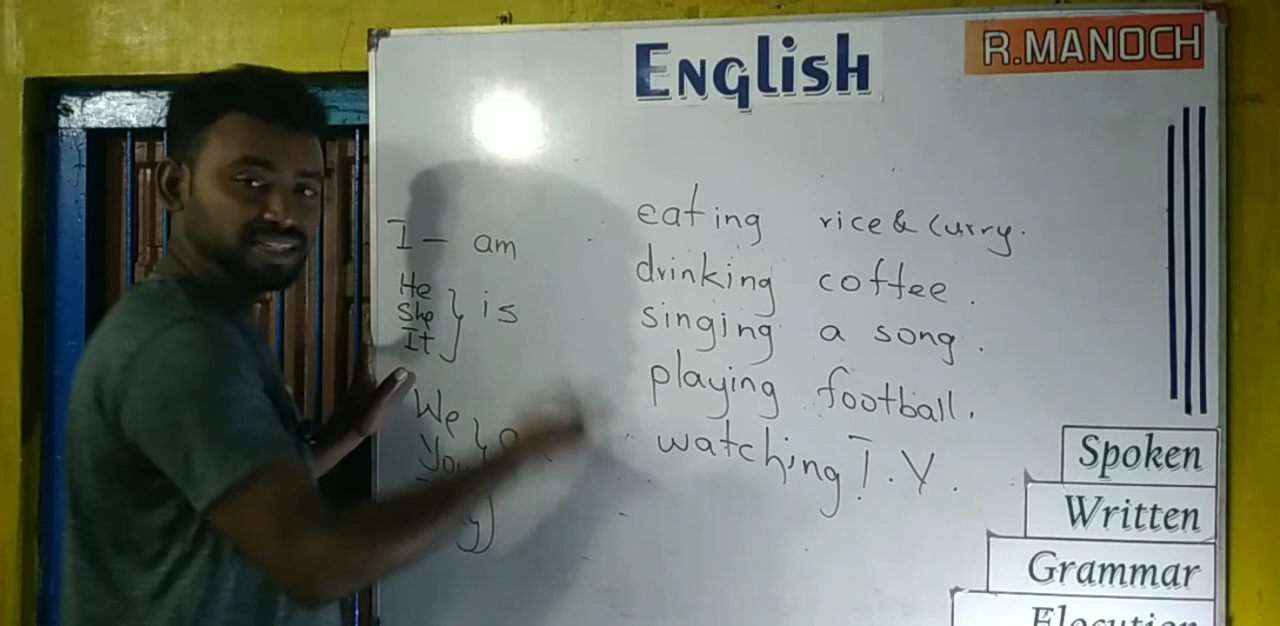 English
R.MANOCH
I - am
He
She } is
It
We
eating rice & curry.
drinking coffee.
singing a song.
playing football.
watching T.V.
Spoken
Written
Grammar
Elocution